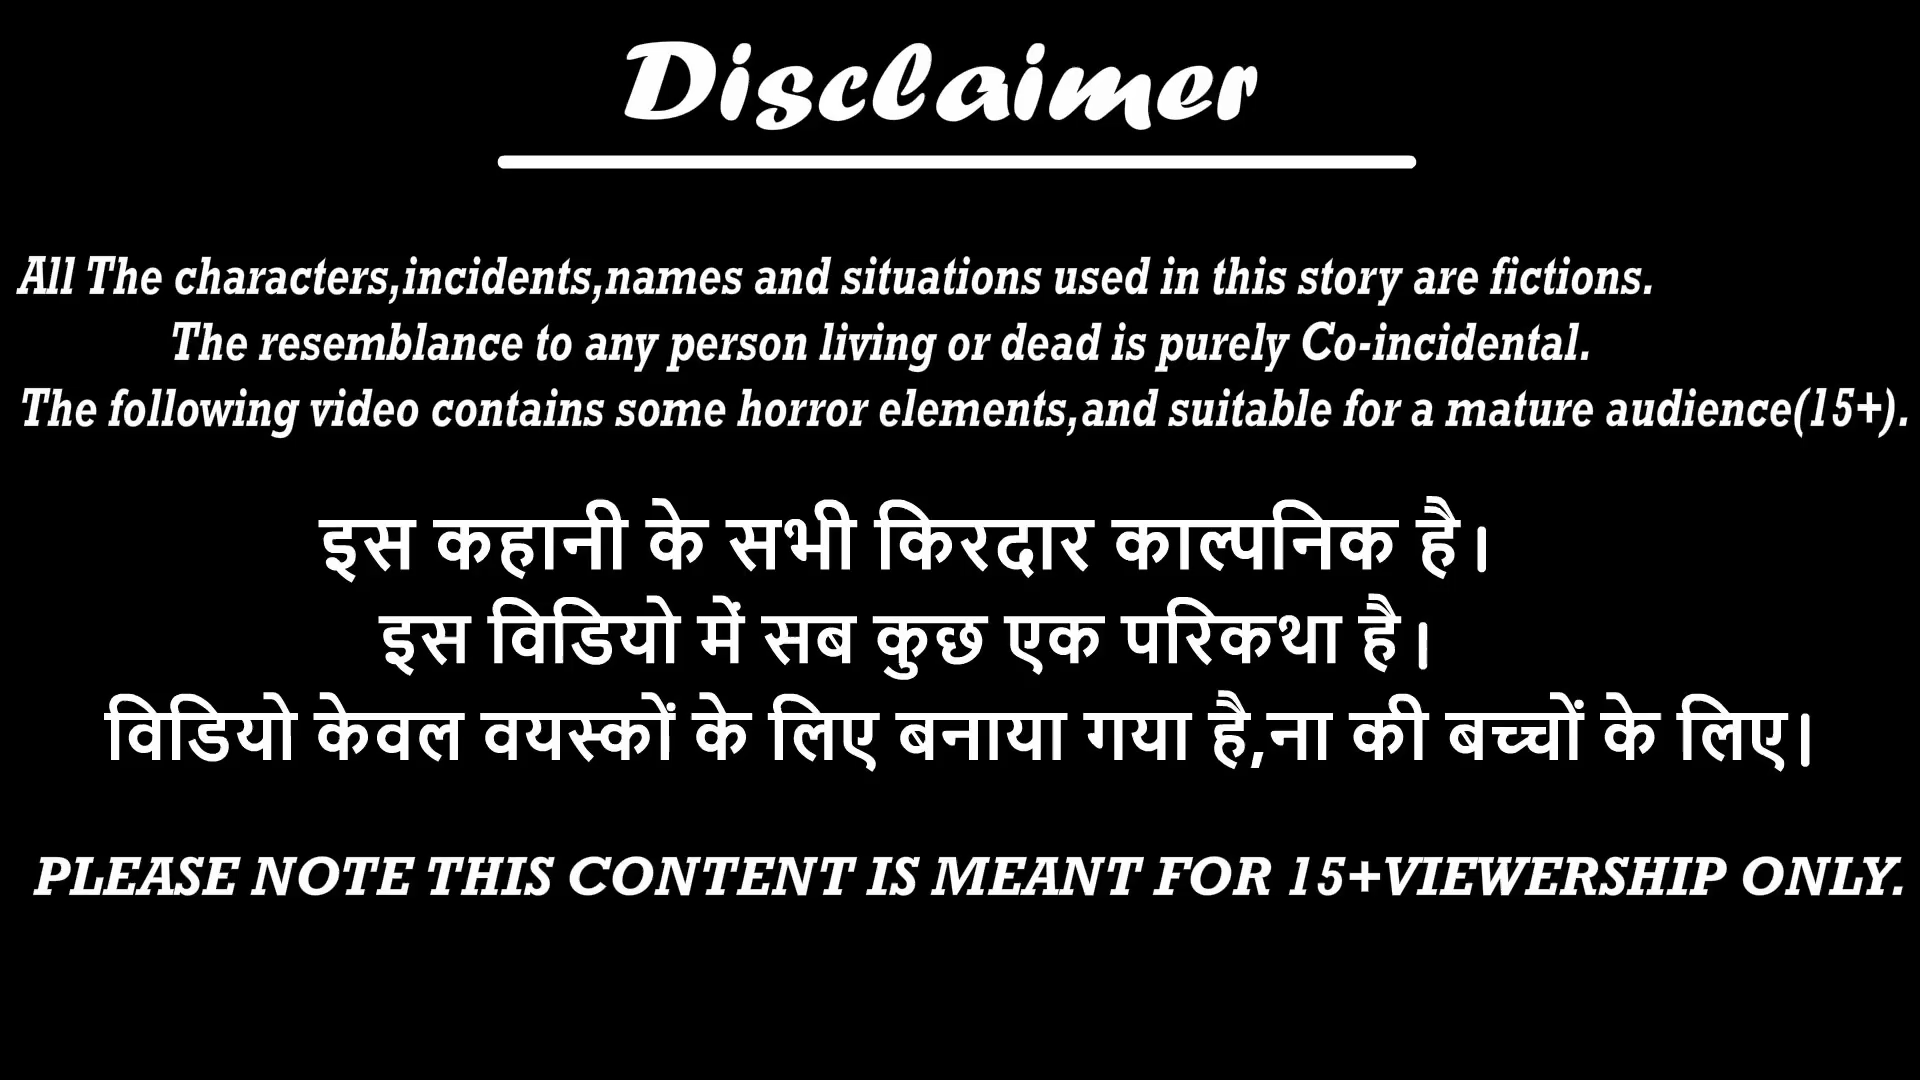 Disclaimer
All The characters,incidents,names and situations used in this story are fictions.
The resemblance to any person living or dead is purely Co-incidental.
The following video contains some horror elements,and suitable for a mature audience(15+).
इस कहानी के सभी किरदार काल्पनिक है।
इस विडियो में सब कुछ एक परिकथा है।
विडियो केवल वयस्कों के लिए बनाया गया है,ना की बच्चों के लिए।
PLEASE NOTE THIS CONTENT IS MEANT FOR 15+VIEWERSHIP ONLY.